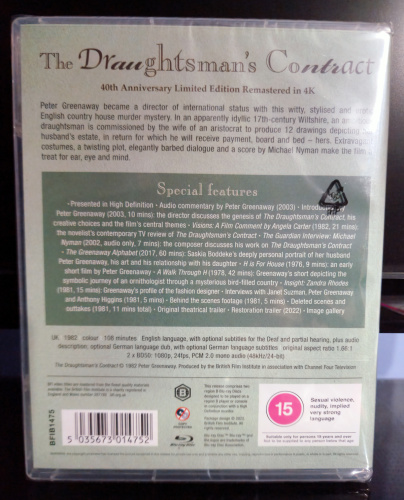 The Draughtsman's Contract
40th Anniversary Limited Edition Remastered in 4K
Peter Greenaway became a director of international status with this witty, stylised and
English country house murder mystery. In an apparently idyllic 17th-century Wiltshire, an
draughtsman is commissioned by the wife of an aristocrat to produce 12 drawings depicting
husband's estate, in return for which he will receive payment, board and bed – hers. Extravagant
costumes, a twisting plot, elegantly barbed dialogue and a score by Michael Nyman make the film
treat for ear, eye and mind.
Special features
• Presented in High Definition • Audio commentary by Peter Greenaway (2003) • Introduction by
Peter Greenaway (2003, 10 mins): the director discusses the genesis of The Draughtsman's Contract, his
creative choices and the film's central themes • Visions: A Film Comment by Angela Carter (1982, 21 mins):
the novelist's contemporary TV review of The Draughtsman's Contract • The Guardian Interview: Michael
Nyman (2002, audio only, 7 mins): the composer discusses his work on The Draughtsman's Contract
• The Greenaway Alphabet (2017, 60 mins): Saskia Boddeke's deeply personal portrait of her husband
Peter Greenaway, his art and his relationship with his daughter • H is For House (1976, 9 mins): an early
short film by Peter Greenaway • A Walk Through H (1978, 42 mins): Greenaway's short depicting the
symbolic journey of an ornithologist through a mysterious bird-filled country • Insight: Zandra Rhodes
(1981, 15 mins): Greenaway's profile of the fashion designer • Interviews with Janet Suzman, Peter Greenaway
and Anthony Higgins (1981, 5 mins) • Behind the scenes footage (1981, 5 mins) • Deleted scenes and
outtakes (1981, 11 mins total) • Original theatrical trailer • Restoration trailer (2022) • Image gallery
UK 1982 colour 108 minutes English language, with optional subtitles for the Deaf and partial hearing, plus audio
description; optional German dub, with optional German language subtitles original aspect ratio 1.66:1
2 x BD50: 1080p, 24fps, PCM 2.0 mono audio (48kHz/24-bit)
The Draughtsman's Contract © 1982 Peter Greenaway. Produced by the British Film Institute in association with Channel Four Television
BFIB1475
5 035673 014752
B
Blu-ray Disc
15
Sexual violence,
nudity, implied
very strong
language
Suitable only for persons 15 years and over